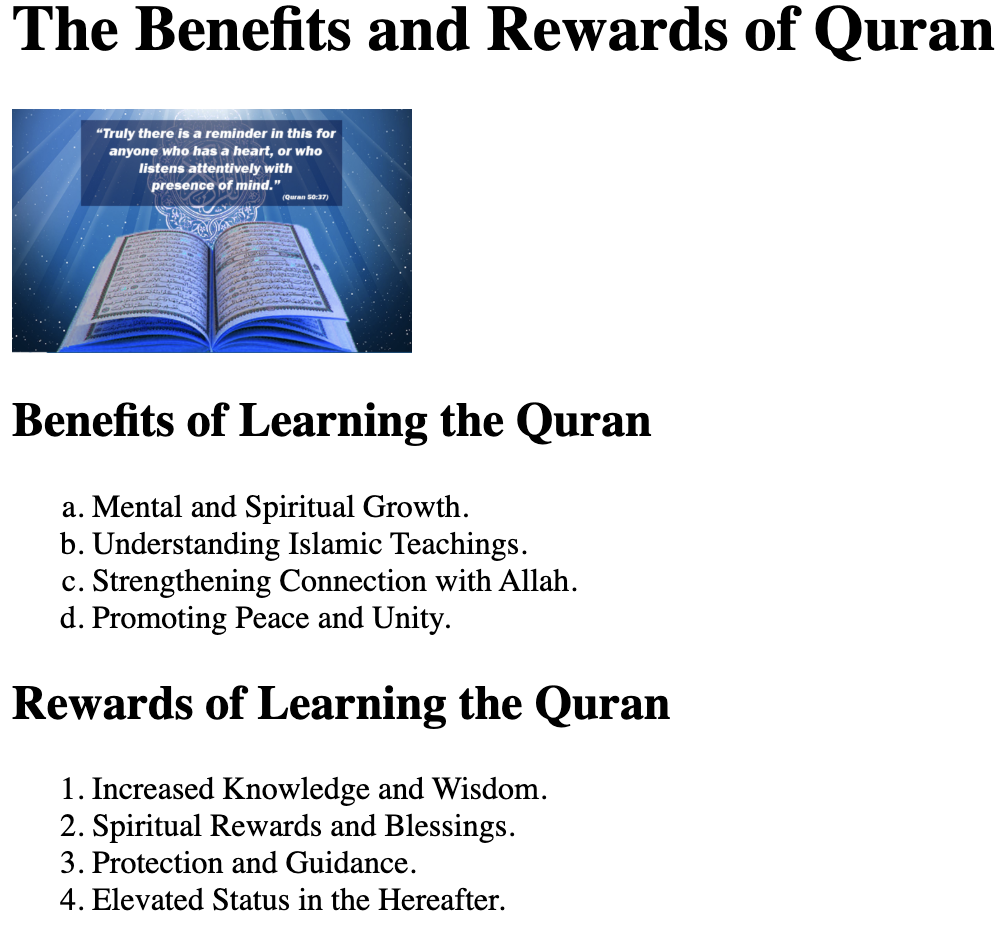 The Benefits and Rewards of Quran
“Truly there is a reminder in this for
anyone who has a heart, or who
listens attentively with
presence of mind.”
(Quran 50:37)
Benefits of Learning the Quran
a. Mental and Spiritual Growth.
b. Understanding Islamic Teachings.
c. Strengthening Connection with Allah.
d. Promoting Peace and Unity.
Rewards of Learning the Quran
1. Increased Knowledge and Wisdom.
2. Spiritual Rewards and Blessings.
3. Protection and Guidance.
4. Elevated Status in the Hereafter.